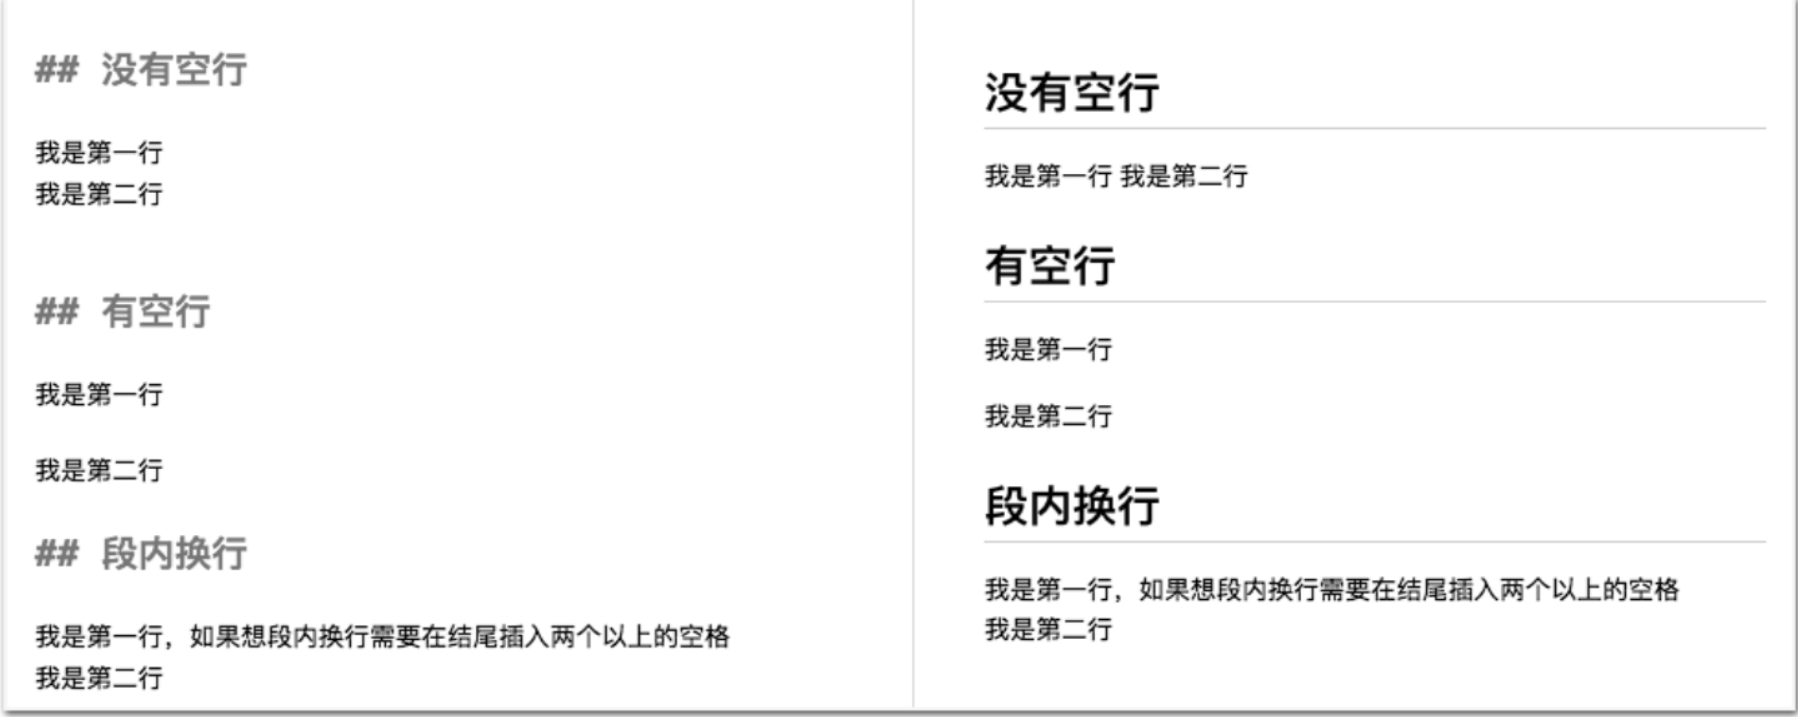 ## 没有空行
我是第一行
我是第二行
## 有空行
我是第一行
我是第二行
## 段内换行
我是第一行，如果想段内换行需要在结尾插入两个以上的空格
我是第二行
没有空行
我是第一行 我是第二行
有空行
我是第一行
我是第二行
段内换行
我是第一行，如果想段内换行需要在结尾插入两个以上的空格
我是第二行